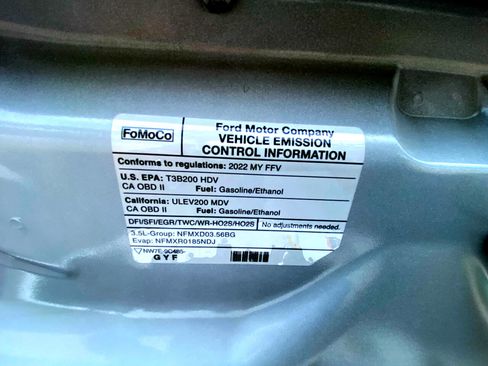 FoMoCo
Ford Motor Company
VEHICLE EMISSION
CONTROL INFORMATION
Conforms to regulations: 2022 MY FFV
U.S. EPA: T3B200 HDV
CA OBD II Fuel: Gasoline/Ethanol
California: ULEV200 MDV
CA OBD II Fuel: Gasoline/Ethanol
DFI/SFI/EGR/TWC/WR-HO2S/HO2S No adjustments needed.
3.5L-Group: NFMXD03.56BG
Evap: NFMXR0185NDJ
NW7E-9C485-
GYF